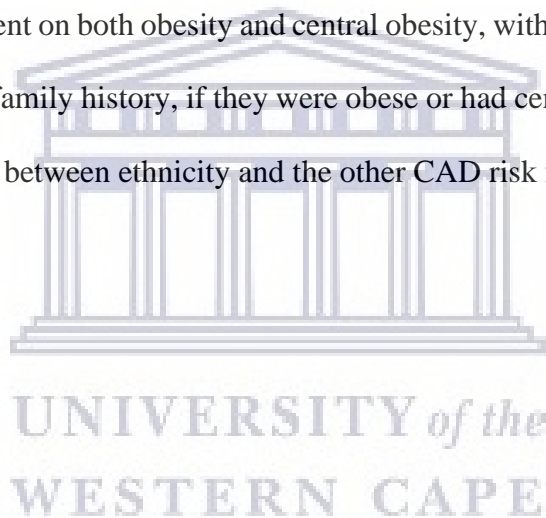 ent on both obesity and central obesity, with
family history, if they were obese or had cen
between ethnicity and the other CAD risk
UNIVERSITY of the
WESTERN CAPE